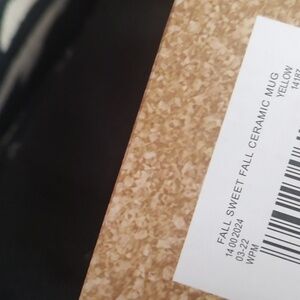 FALL SWEET FALL CERAMIC MUG
YELLOW
14 00 2024
03-22
WPM